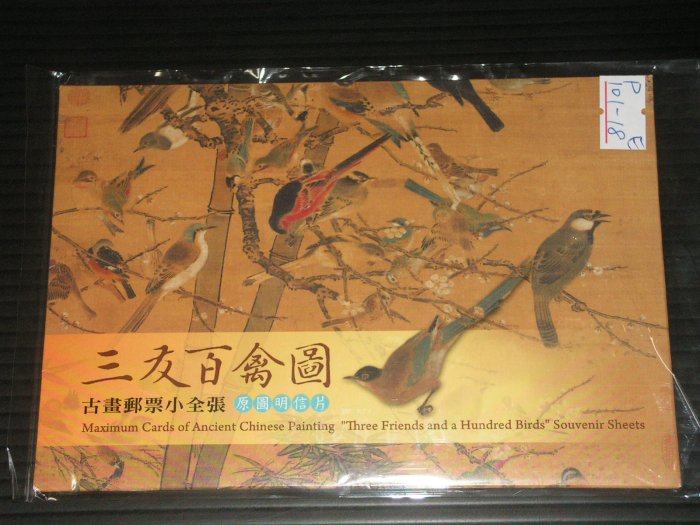 P E
101-18
三友百禽圖
古畫郵票小全張 原圖明信片
Maximum Cards of Ancient Chinese Painting "Three Friends and a Hundred Birds" Souvenir Sheets